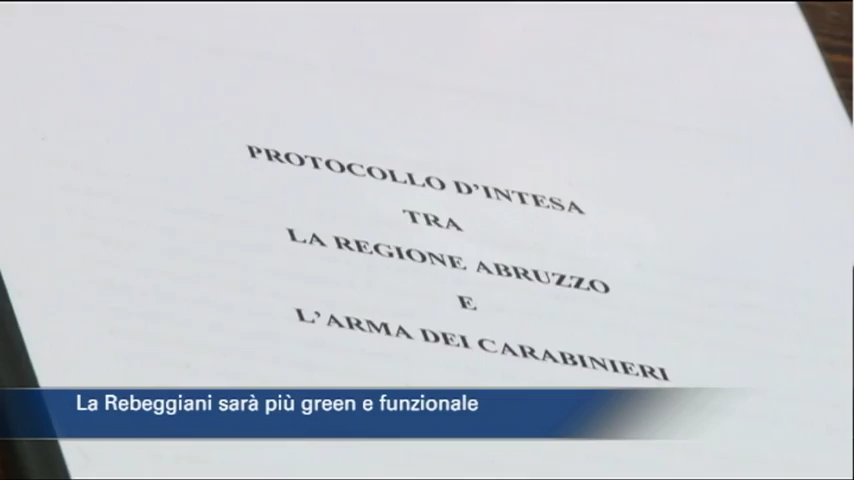 PROTOCOLLO D'INTESA
TRA
LA REGIONE ABRUZZO
E
L'ARMA DEI CARABINIERI
La Rebeggiani sarà più green e funzionale